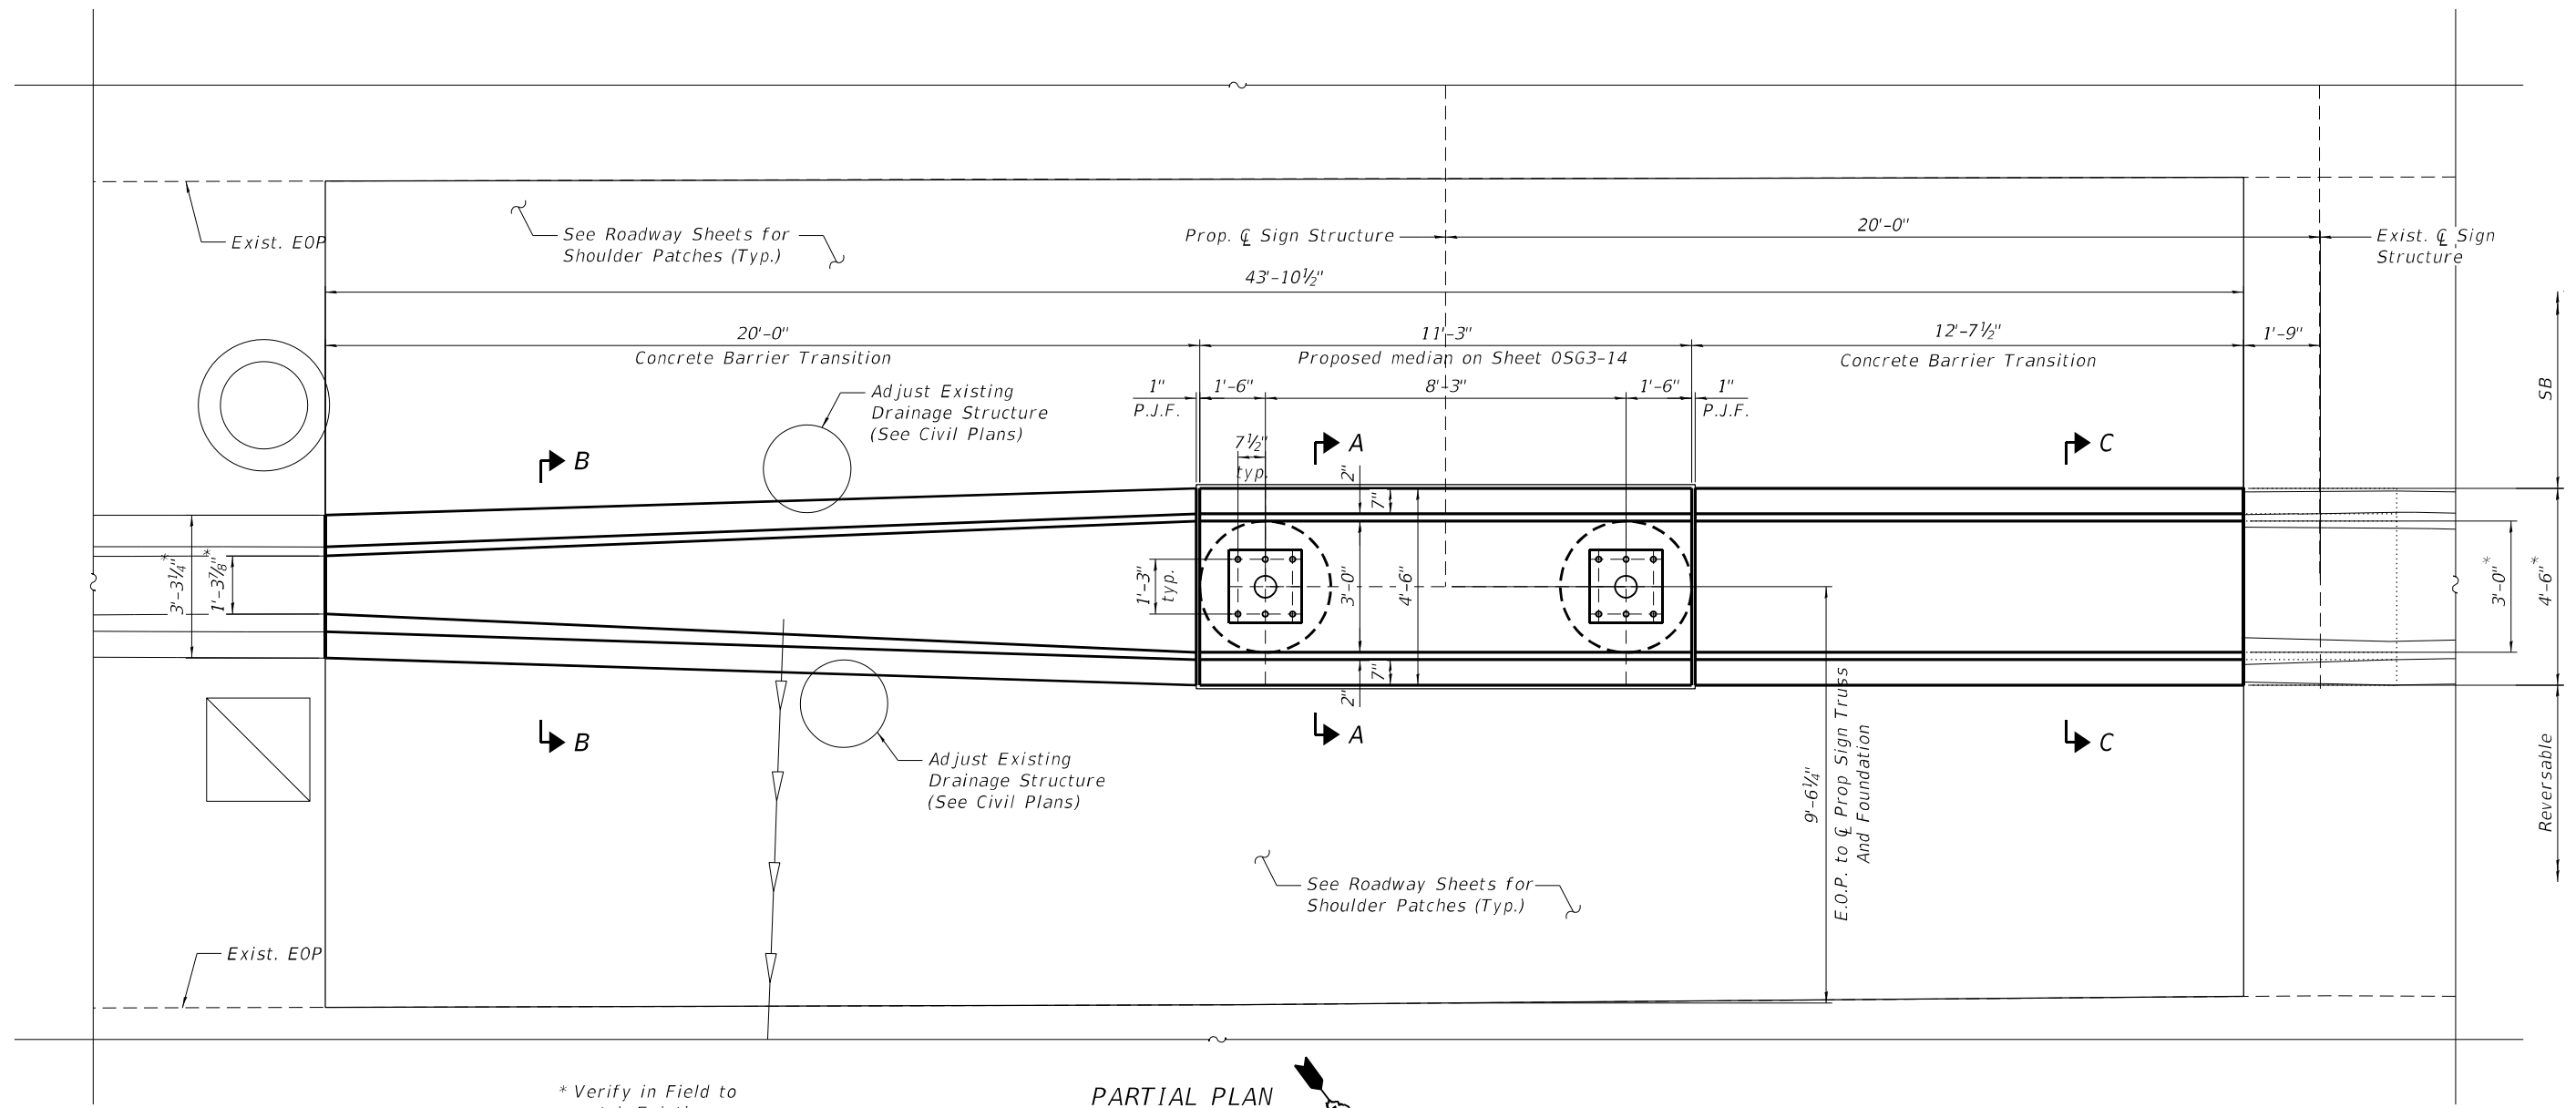 Exist. EOP
See Roadway Sheets for
Shoulder Patches (Typ.)
Prop. ℄ Sign Structure
20'-0"
Exist. ℄ Sign
Structure
43'-10½"
20'-0"
Concrete Barrier Transition
11'-3"
Proposed median on Sheet OSG3-14
12'-7½"
Concrete Barrier Transition
1'-9"
1"
P.J.F.
1'-6"
8'-3"
1'-6"
1"
P.J.F.
SB
Adjust Existing
Drainage Structure
(See Civil Plans)
7½"
typ.
B
A
C
2"
7"
3'-3¼"*
1'-3⅞"*
1'-3"
typ.
3'-0"
4'-6"
3'-0"*
4'-6"*
7"
2"
B
A
C
Adjust Existing
Drainage Structure
(See Civil Plans)
9'-6¼"
E.O.P. to ℄ Prop Sign Truss
And Foundation
Reversable
See Roadway Sheets for
Shoulder Patches (Typ.)
Exist. EOP
* Verify in Field to
PARTIAL PLAN